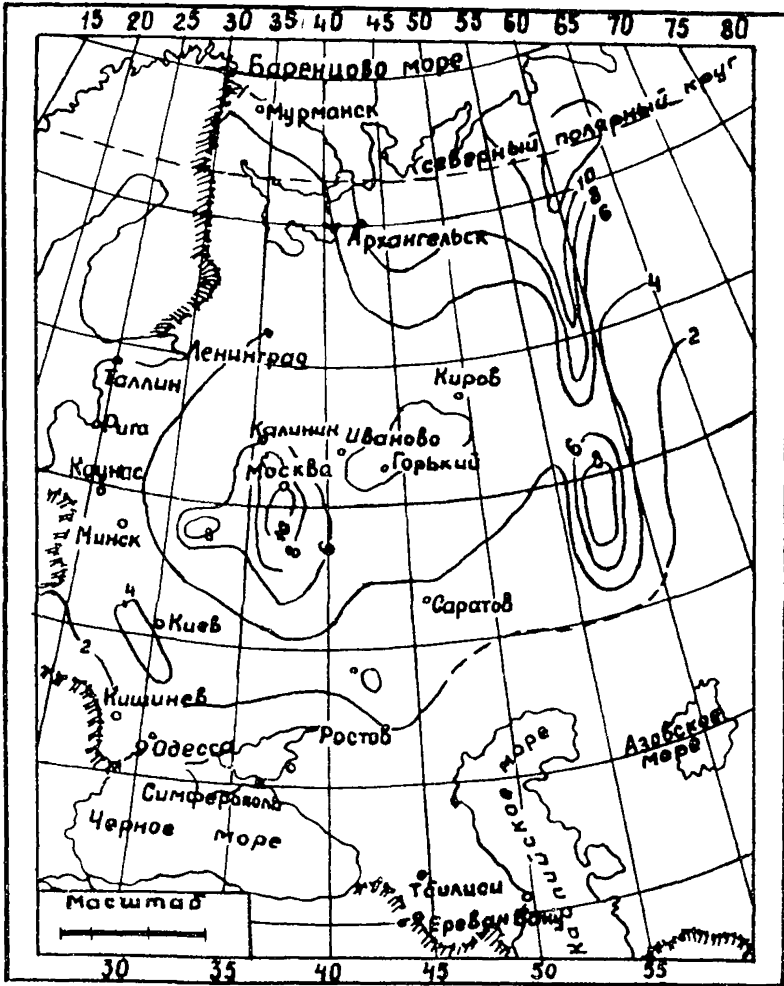 15 20 25 30 35 40 45 50 55 60 65 70 75 80
Баренцово море
Мурманск
северный полярный круг
10
8
6
Архангельск
4
2
Ленинград
Таллин
Киров
Рига
Калинин
Иваново
Москва
Горький
Каунас
6
8
Минск
8
8
6
4
Саратов
Киев
2
Кишинев
Ростов
Одесса
Азовское
море
Симферополь
Черное море
Каспийское море
Тбилиси
Масштаб
Ереван
Баку
30 35 40 45 50 55